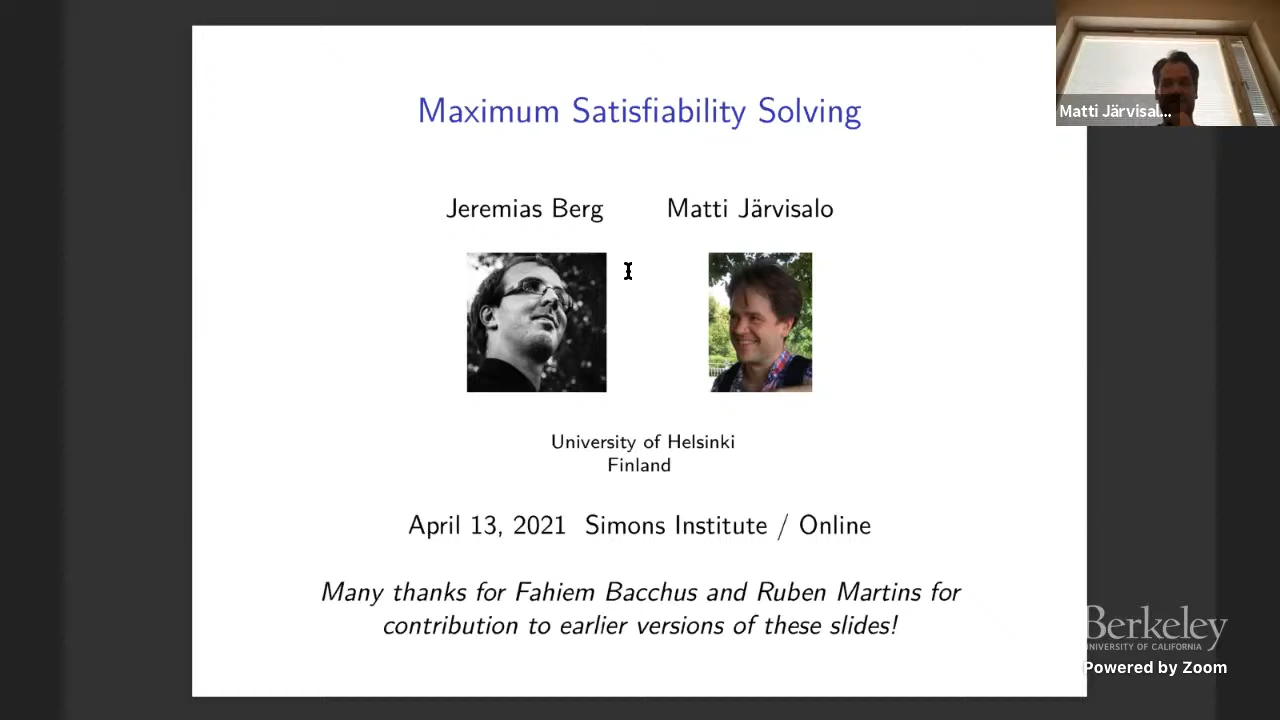 Maximum Satisfiability Solving
Matti Järvisal...
Jeremias Berg Matti Järvisalo
University of Helsinki
Finland
April 13, 2021 Simons Institute / Online
Many thanks for Fahiem Bacchus and Ruben Martins for
contribution to earlier versions of these slides!
Berkeley
UNIVERSITY OF CALIFORNIA
Powered by Zoom